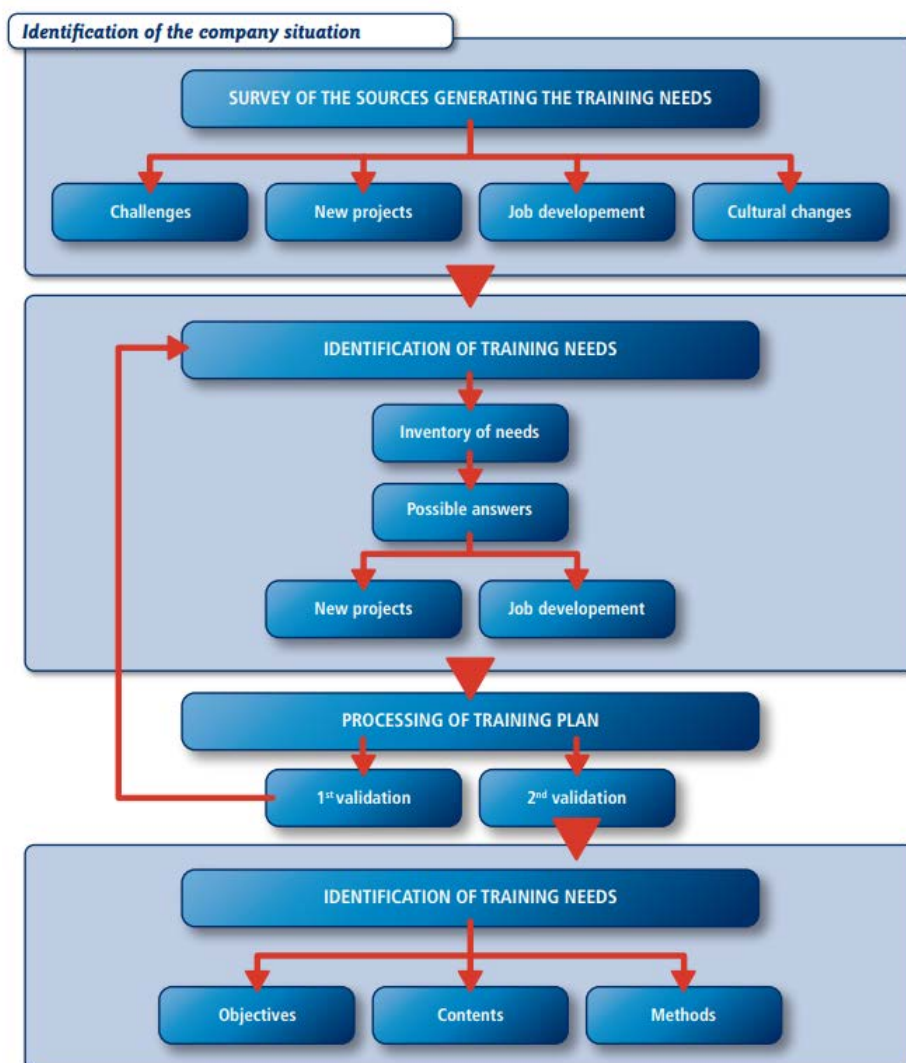 Identification of the company situation
SURVEY OF THE SOURCES GENERATING THE TRAINING NEEDS
Challenges
New projects
Job developement
Cultural changes
IDENTIFICATION OF TRAINING NEEDS
Inventory of needs
Possible answers
New projects
Job developement
PROCESSING OF TRAINING PLAN
1st validation
2nd validation
IDENTIFICATION OF TRAINING NEEDS
Objectives
Contents
Methods